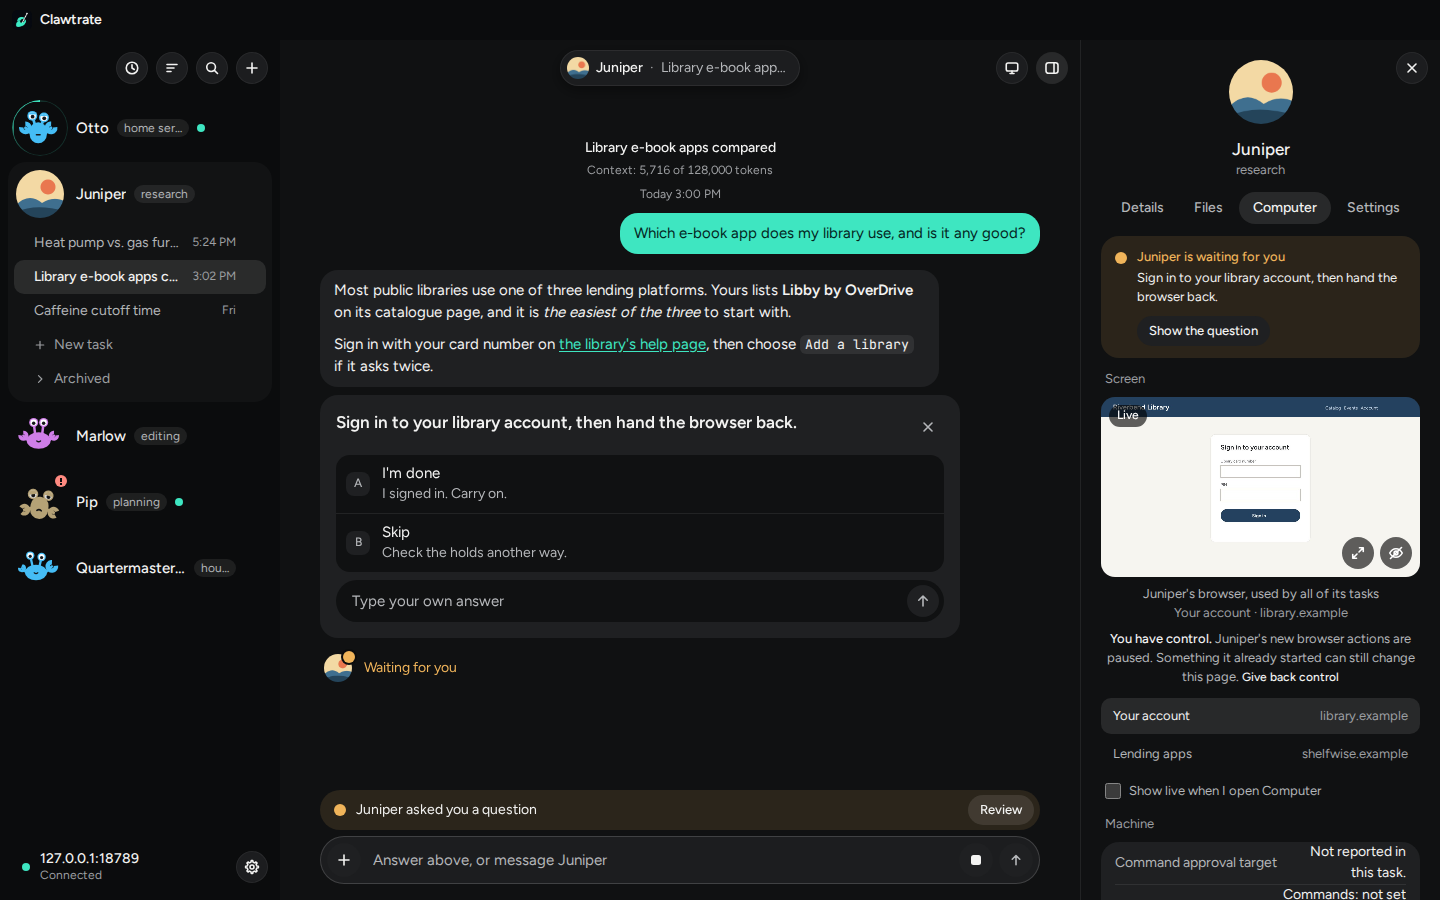 Clawtrate
Otto home ser...
Juniper research
Heat pump vs. gas fur... 5:24 PM
Library e-book apps c... 3:02 PM
Caffeine cutoff time Fri
New task
Archived
Marlow editing
Pip planning
Quartermaster... hou...
127.0.0.1:18789
Connected
Juniper · Library e-book app...
Library e-book apps compared
Context: 5,716 of 128,000 tokens
Today 3:00 PM
Which e-book app does my library use, and is it any good?
Most public libraries use one of three lending platforms. Yours lists Libby by OverDrive
on its catalogue page, and it is the easiest of the three to start with.
Sign in with your card number on the library's help page, then choose Add a library
if it asks twice.
Sign in to your library account, then hand the browser back.
A
I'm done
I signed in. Carry on.
B
Skip
Check the holds another way.
Type your own answer
Waiting for you
Juniper asked you a question
Review
Answer above, or message Juniper
Juniper
research
Details Files Computer Settings
Juniper is waiting for you
Sign in to your library account, then hand the
browser back.
Show the question
Screen
Live
Library
Catalog Events Account
Sign in to your account
Library card number
PIN
Sign in
Juniper's browser, used by all of its tasks
Your account · library.example
You have control. Juniper's new browser actions are
paused. Something it already started can still change
this page. Give back control
Your account library.example
Lending apps shelfwise.example
Show live when I open Computer
Machine
Command approval target Not reported in
this task.
Commands: not set